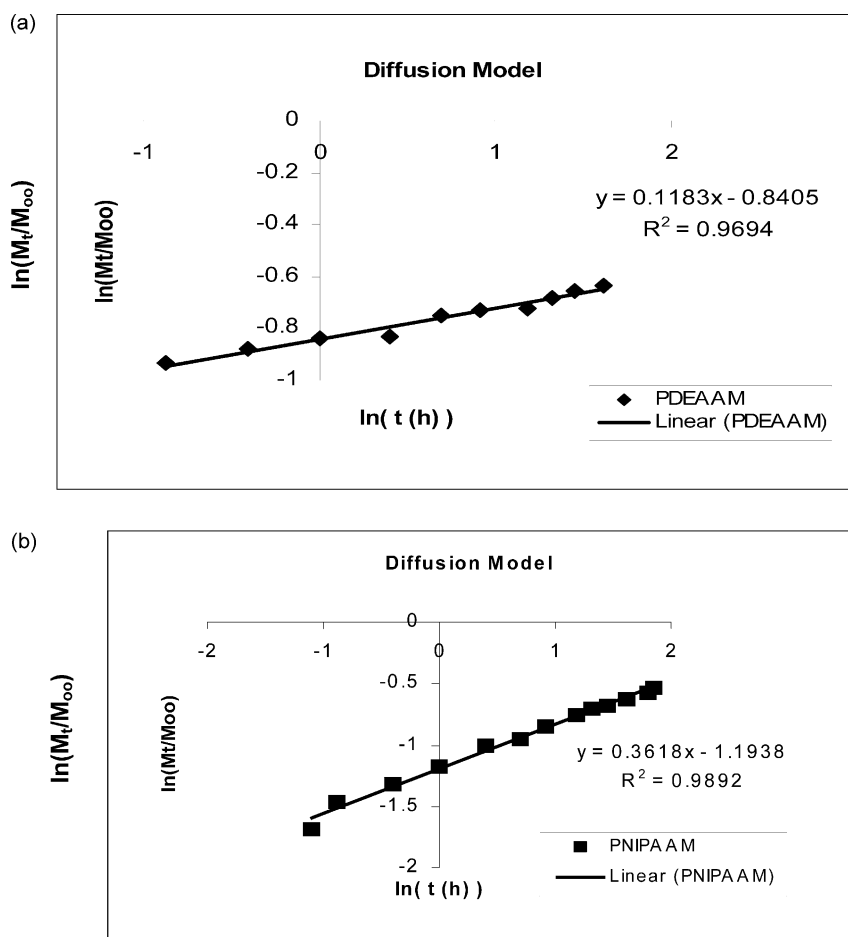 (a)
Diffusion Model
0
-1
0
1
2
-0.2
-0.4
-0.6
-0.8
-1
ln(Mt/Moo)
ln(Mt/Moo)
y = 0.1183x - 0.8405
R2 = 0.9694
ln( t (h) )
PDEAAM
Linear (PDEAAM)
(b)
Diffusion Model
0
-2
-1
0
1
2
-0.5
-1
-1.5
-2
ln(Mt/Moo)
ln(Mt/Moo)
y = 0.3618x - 1.1938
R2 = 0.9892
ln( t (h) )
PNIPAAM
Linear (PNIPAAM)